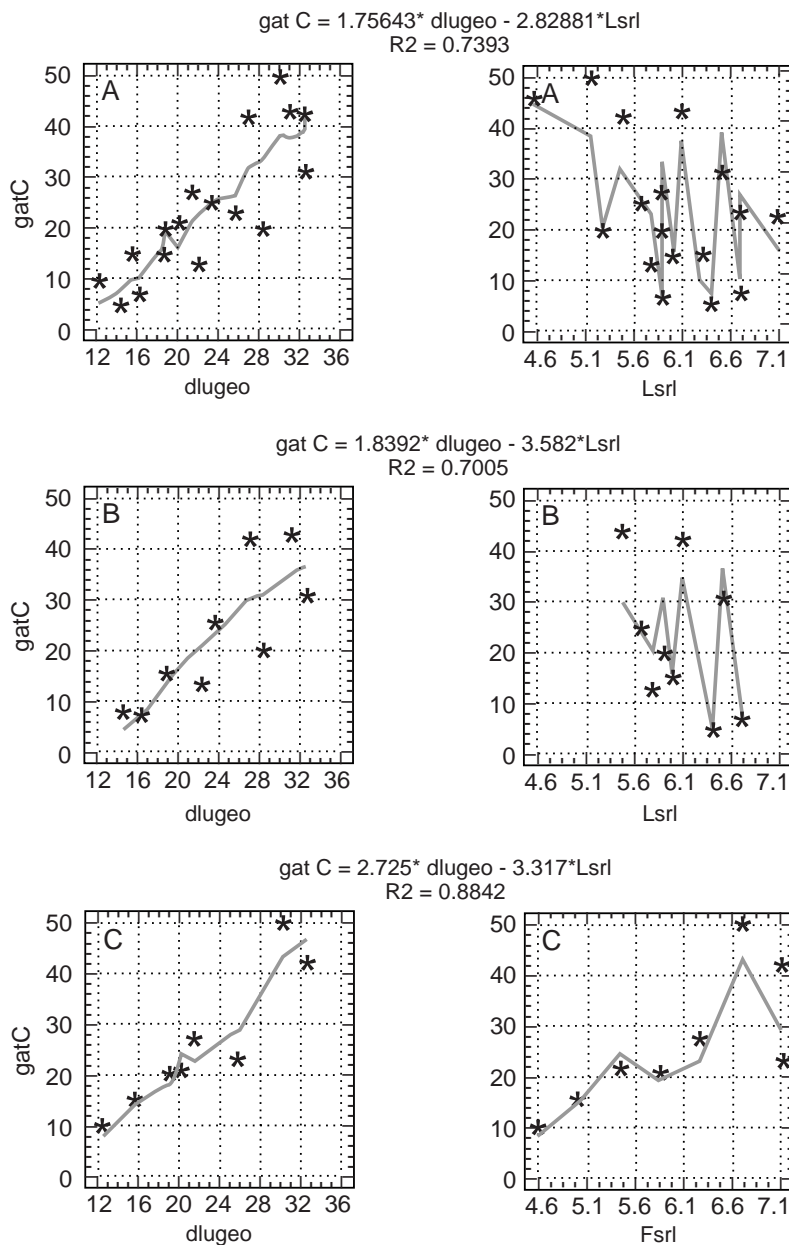 gat C = 1.75643* dlugeo - 2.82881*Lsrl
R2 = 0.7393
A
gatC
50
40
30
20
10
0
12 16 20 24 28 32 36
dlugeo
A
50
40
30
20
10
0
4.6 5.1 5.6 6.1 6.6 7.1
Lsrl
gat C = 1.8392* dlugeo - 3.582*Lsrl
R2 = 0.7005
B
gatC
50
40
30
20
10
0
12 16 20 24 28 32 36
dlugeo
B
50
40
30
20
10
0
4.6 5.1 5.6 6.1 6.6 7.1
Lsrl
gat C = 2.725* dlugeo - 3.317*Lsrl
R2 = 0.8842
C
gatC
50
40
30
20
10
0
12 16 20 24 28 32 36
dlugeo
C
50
40
30
20
10
0
4.6 5.1 5.6 6.1 6.6 7.1
Fsrl